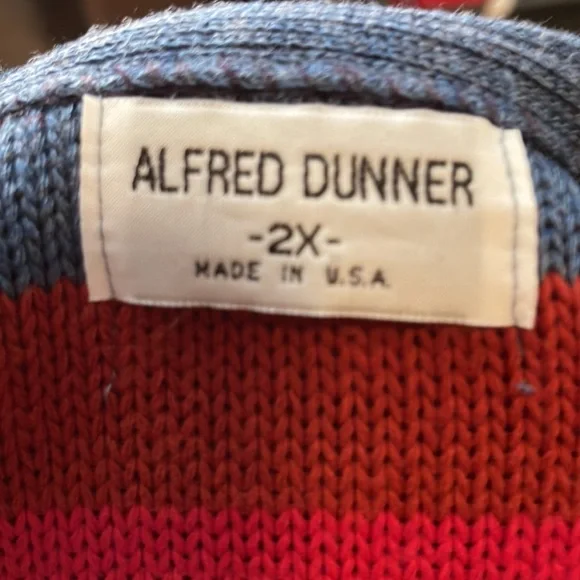 ALFRED DUNNER
-2X-
MADE IN U.S.A.